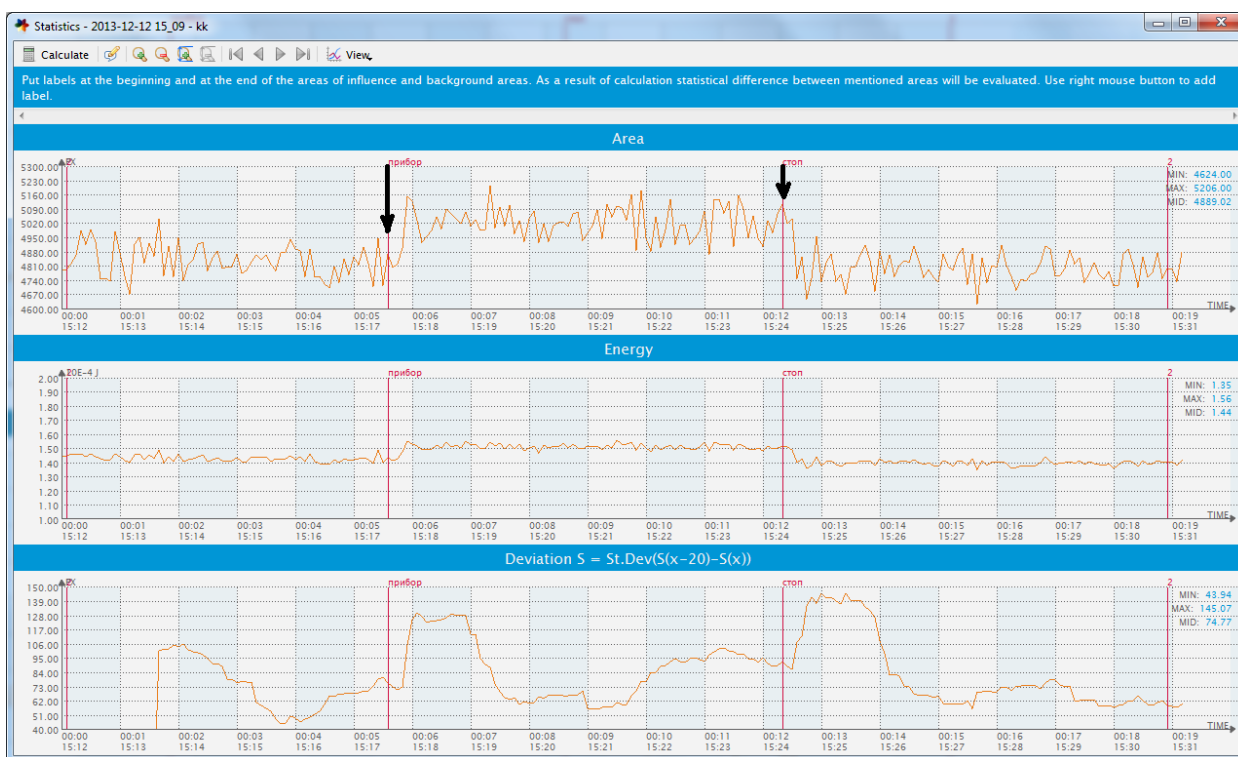 Statistics - 2013-12-12 15_09 - kk
Calculate View
Put labels at the beginning and at the end of the areas of influence and background areas. As a result of calculation statistical difference between mentioned areas will be evaluated. Use right mouse button to add
label.
Area
прибор стоп 2
5300.00 MIN: 4624.00
5230.00 MAX: 5206.00
5160.00 MID: 4889.02
5090.00
5020.00
4950.00
4880.00
4810.00
4740.00
4670.00
4600.00 TIME
00:00 00:01 00:02 00:03 00:04 00:05 00:06 00:07 00:08 00:09 00:10 00:11 00:12 00:13 00:14 00:15 00:16 00:17 00:18 00:19
15:12 15:13 15:14 15:15 15:16 15:17 15:18 15:19 15:20 15:21 15:22 15:23 15:24 15:25 15:26 15:27 15:28 15:29 15:30 15:31
Energy
прибор стоп 2
2.00 MIN: 1.35
1.90 MAX: 1.56
1.80 MID: 1.44
1.70
1.60
1.50
1.40
1.30
1.20
1.10
1.00 TIME
00:00 00:01 00:02 00:03 00:04 00:05 00:06 00:07 00:08 00:09 00:10 00:11 00:12 00:13 00:14 00:15 00:16 00:17 00:18 00:19
15:12 15:13 15:14 15:15 15:16 15:17 15:18 15:19 15:20 15:21 15:22 15:23 15:24 15:25 15:26 15:27 15:28 15:29 15:30 15:31
Deviation S = St.Dev(S(x-20)-S(x))
прибор стоп 2
150.00 MIN: 43.94
139.00 MAX: 145.07
128.00 MID: 74.77
117.00
106.00
95.00
84.00
73.00
62.00
51.00
40.00 TIME
00:00 00:01 00:02 00:03 00:04 00:05 00:06 00:07 00:08 00:09 00:10 00:11 00:12 00:13 00:14 00:15 00:16 00:17 00:18 00:19
15:12 15:13 15:14 15:15 15:16 15:17 15:18 15:19 15:20 15:21 15:22 15:23 15:24 15:25 15:26 15:27 15:28 15:29 15:30 15:31